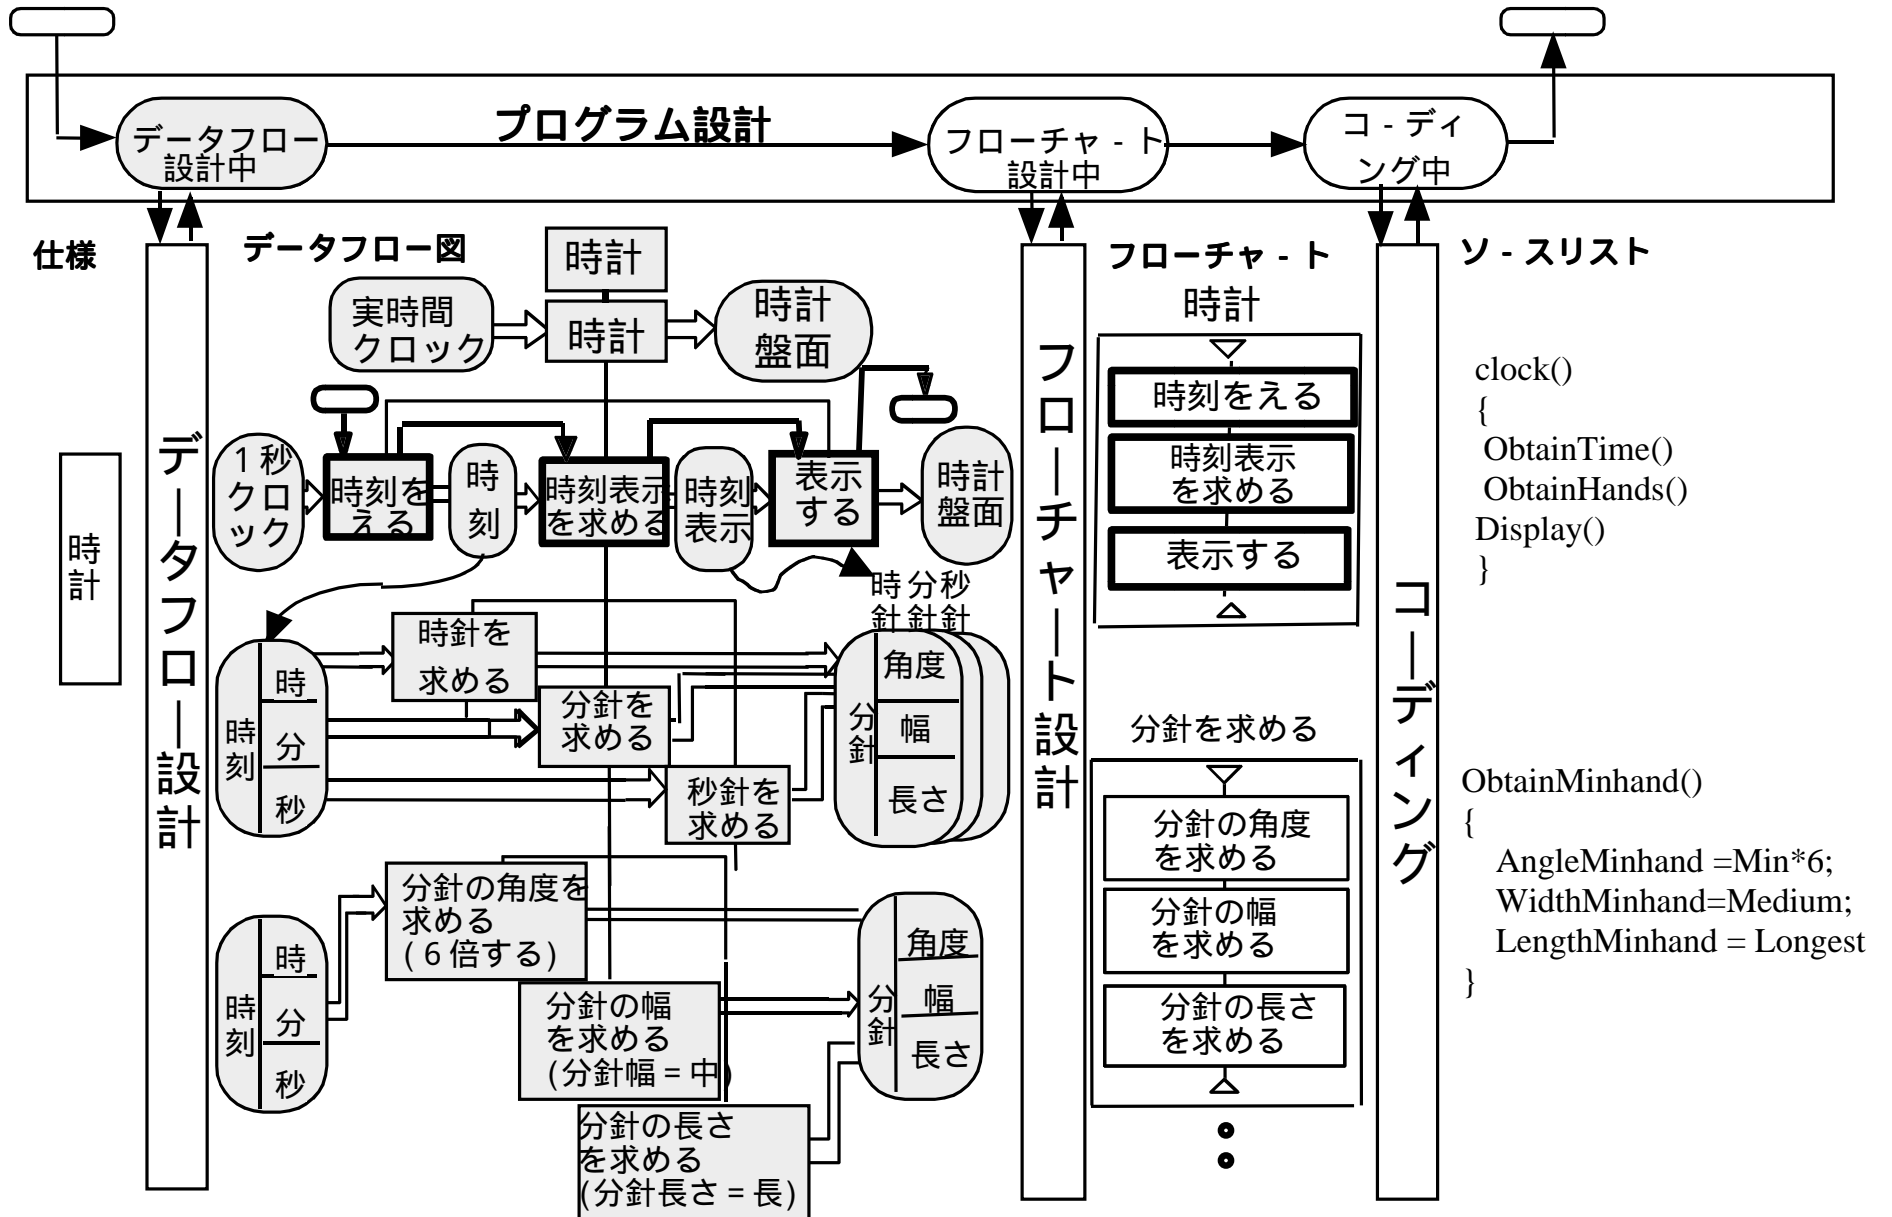 プログラム設計
データフロー
設計中
フローチャ - ト
設計中
コ - ディ
ング中
仕様
時計
データフロー設計
データフロー図
時計
実時間
クロック
時計
時計
盤面
1秒
クロ
ック
時刻を
える
時
刻
時刻表示
を求める
時刻
表示
表示
する
時計
盤面
時 分 秒
針 針 針
時刻
時
分
秒
時針を
求める
分針を
求める
秒針を
求める
分針
角度
幅
長さ
時刻
時
分
秒
分針の角度を
求める
(6倍する)
分針の幅
を求める
(分針幅 = 中)
分針の長さ
を求める
(分針長さ = 長)
分針
角度
幅
長さ
フローチャート設計
フローチャ - ト
時計
時刻をえる
時刻表示
を求める
表示する
分針を求める
分針の角度
を求める
分針の幅
を求める
分針の長さ
を求める
コーディング
ソ - スリスト
clock()
{
ObtainTime()
ObtainHands()
Display()
}
ObtainMinhand()
{
AngleMinhand =Min*6;
WidthMinhand=Medium;
LengthMinhand = Longest
}